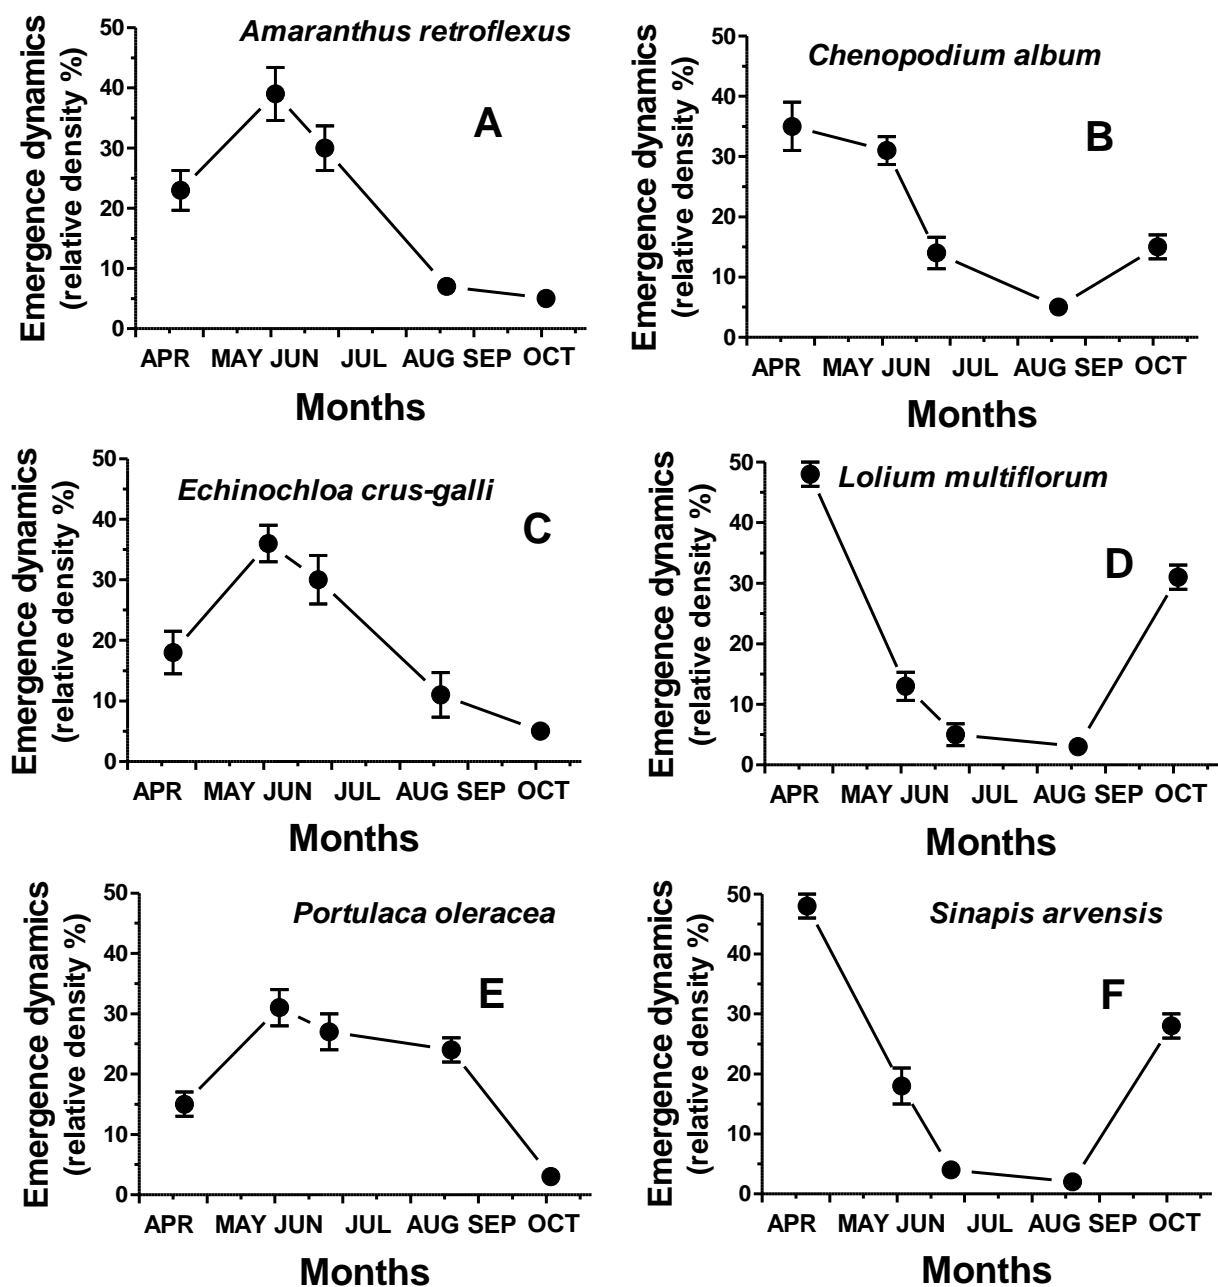 Amaranthus retroflexus
A
Emergence dynamics
(relative density %)
50
40
30
20
10
0
APR MAY JUN JUL AUG SEP OCT
Months
Chenopodium album
B
Emergence dynamics
(relative density %)
50
40
30
20
10
0
APR MAY JUN JUL AUG SEP OCT
Months
Echinochloa crus-galli
C
Emergence dynamics
(relative density %)
50
40
30
20
10
0
APR MAY JUN JUL AUG SEP OCT
Months
Lolium multiflorum
D
Emergence dynamics
(relative density %)
50
40
30
20
10
0
APR MAY JUN JUL AUG SEP OCT
Months
Portulaca oleracea
E
Emergence dynamics
(relative density %)
50
40
30
20
10
0
APR MAY JUN JUL AUG SEP OCT
Months
Sinapis arvensis
F
Emergence dynamics
(relative density %)
50
40
30
20
10
0
APR MAY JUN JUL AUG SEP OCT
Months